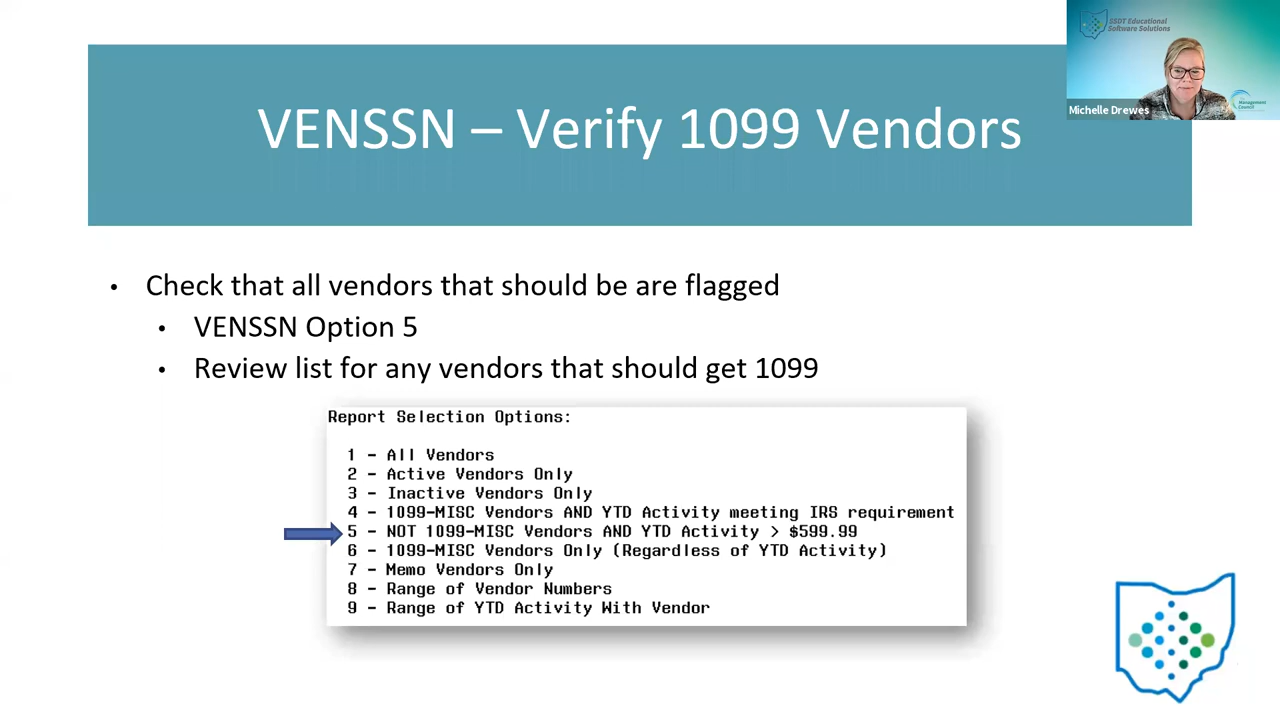 SSDT Educational
Software Solutions
Management
Council
Michelle Drewes
VENSSN – Verify 1099 Vendors
• Check that all vendors that should be are flagged
• VENSSN Option 5
• Review list for any vendors that should get 1099
Report Selection Options:
1 - All Vendors
2 - Active Vendors Only
3 - Inactive Vendors Only
4 - 1099-MISC Vendors AND YTD Activity meeting IRS requirement
5 - NOT 1099-MISC Vendors AND YTD Activity > $599.99
6 - 1099-MISC Vendors Only (Regardless of YTD Activity)
7 - Memo Vendors Only
8 - Range of Vendor Numbers
9 - Range of YTD Activity With Vendor